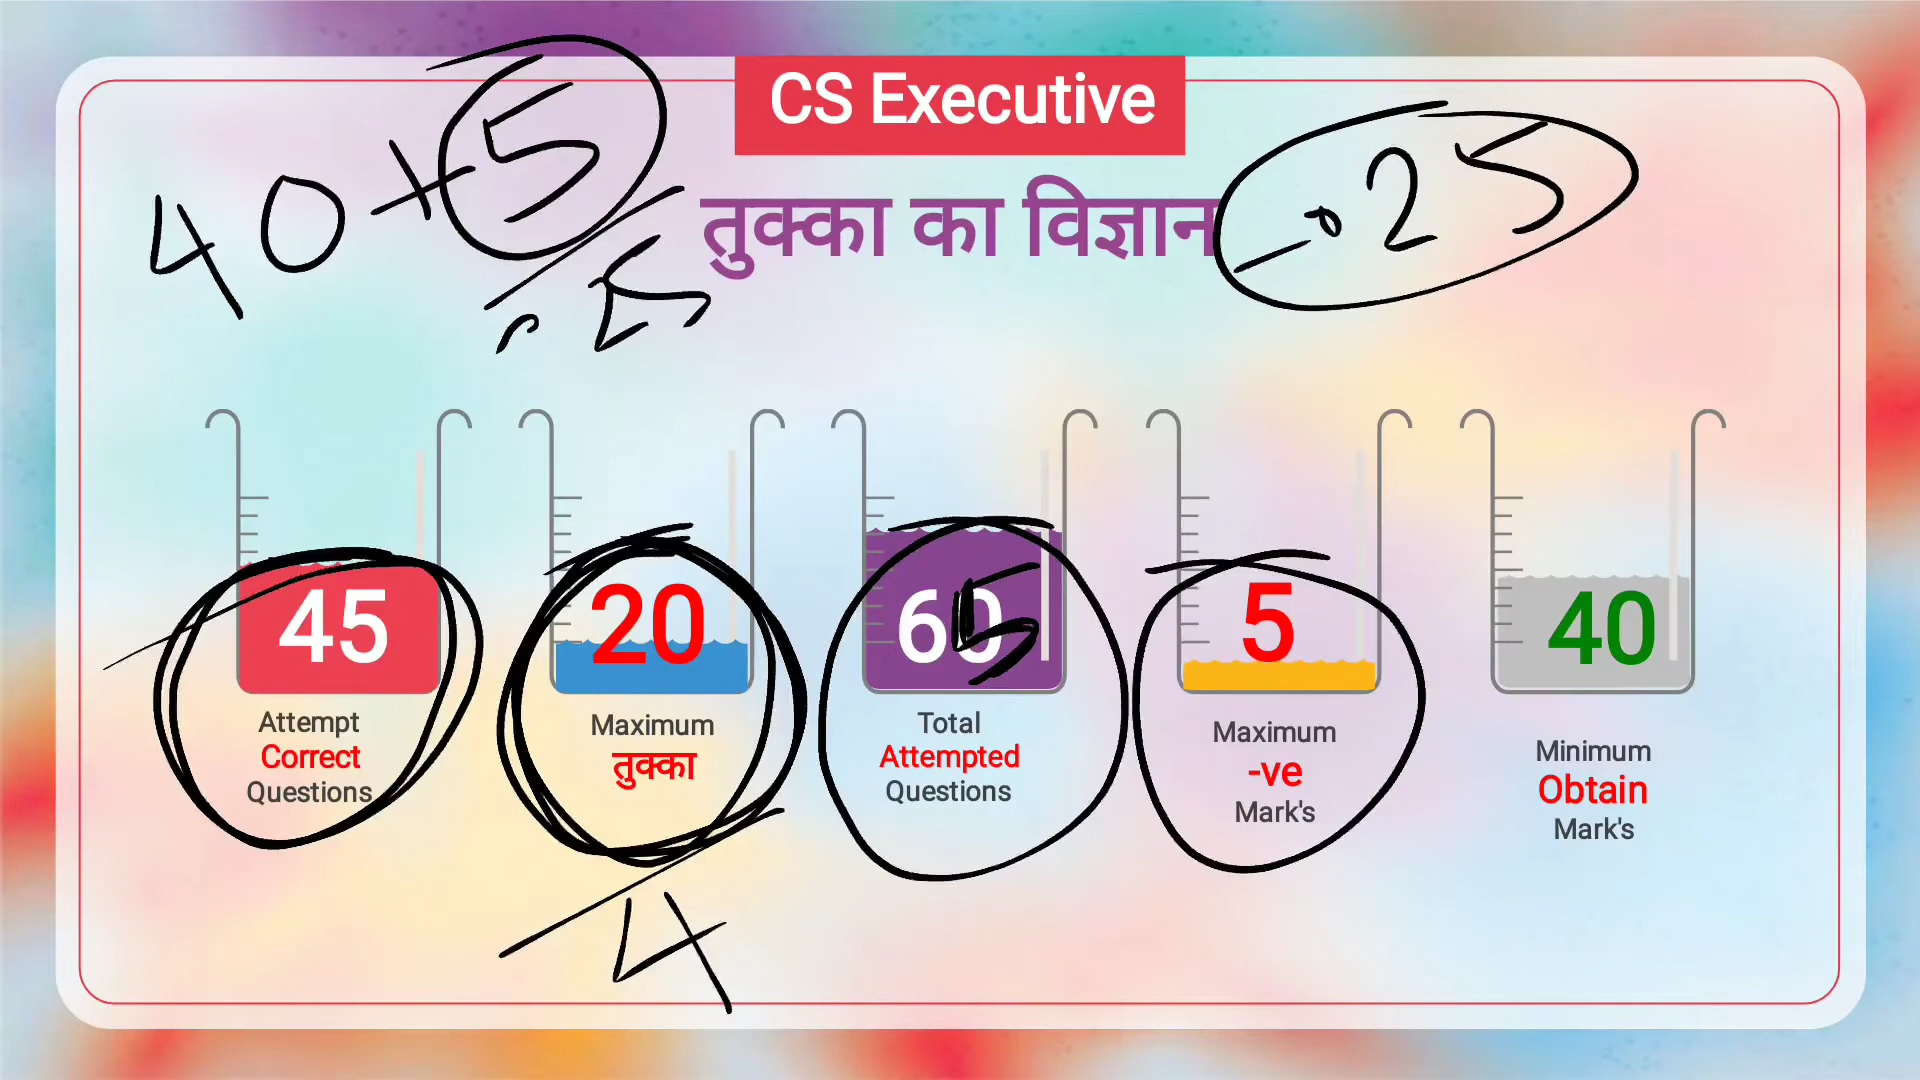 CS Executive
तुक्का का विज्ञान
40+5
.25
-.25
45
Attempt
Correct
Questions
20
Maximum
तुक्का
4
60
5
Total
Attempted
Questions
5
Maximum
-ve
Mark's
40
Minimum
Obtain
Mark's